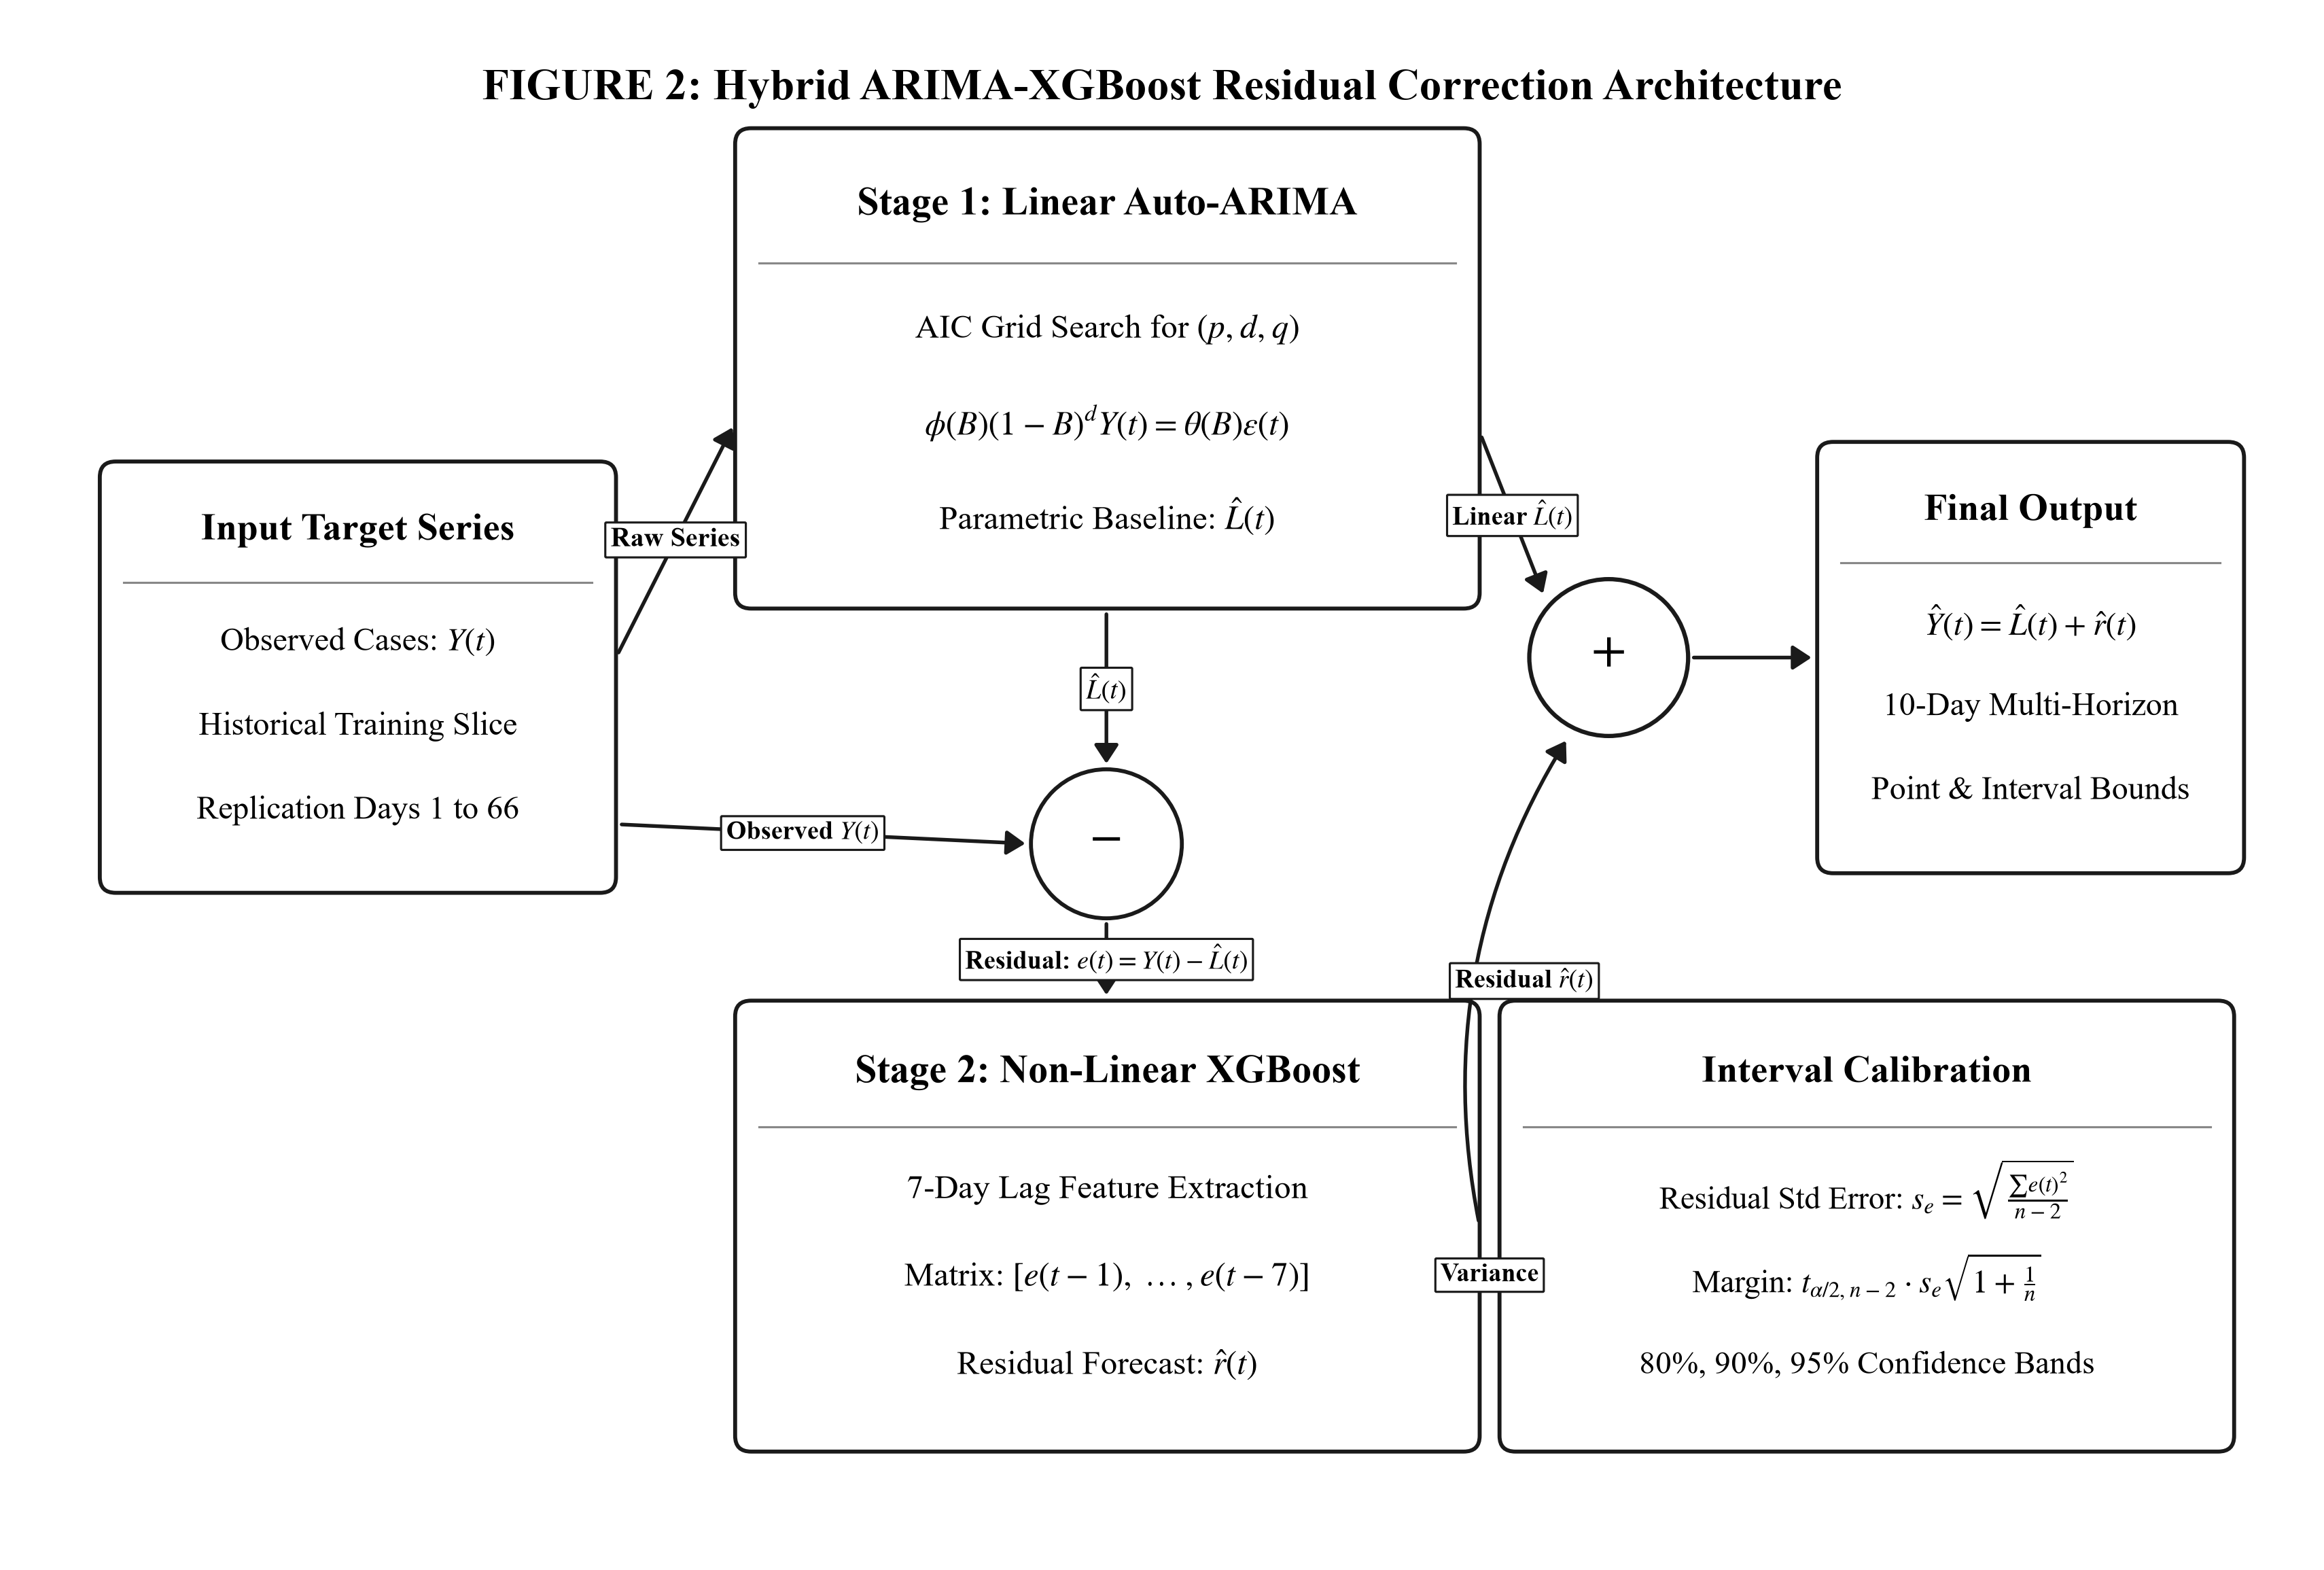 FIGURE 2: Hybrid ARIMA-XGBoost Residual Correction Architecture
Stage 1: Linear Auto-ARIMA
AIC Grid Search for (p, d, q)
ϕ(B)(1 − B)^d Y(t) = θ(B)ε(t)
Parametric Baseline: L̂(t)
Input Target Series
Observed Cases: Y(t)
Historical Training Slice
Replication Days 1 to 66
Raw Series
Linear L̂(t)
L̂(t)
Observed Y(t)
−
+
Final Output
Ŷ(t) = L̂(t) + r̂(t)
10-Day Multi-Horizon
Point & Interval Bounds
Residual: e(t) = Y(t) − L̂(t)
Residual r̂(t)
Stage 2: Non-Linear XGBoost
7-Day Lag Feature Extraction
Matrix: [e(t − 1), … , e(t − 7)]
Residual Forecast: r̂(t)
Variance
Interval Calibration
Residual Std Error: s_e = √(∑e(t)²/(n − 2))
Margin: t_{α/2, n − 2} · s_e√(1 + 1/n)
80%, 90%, 95% Confidence Bands